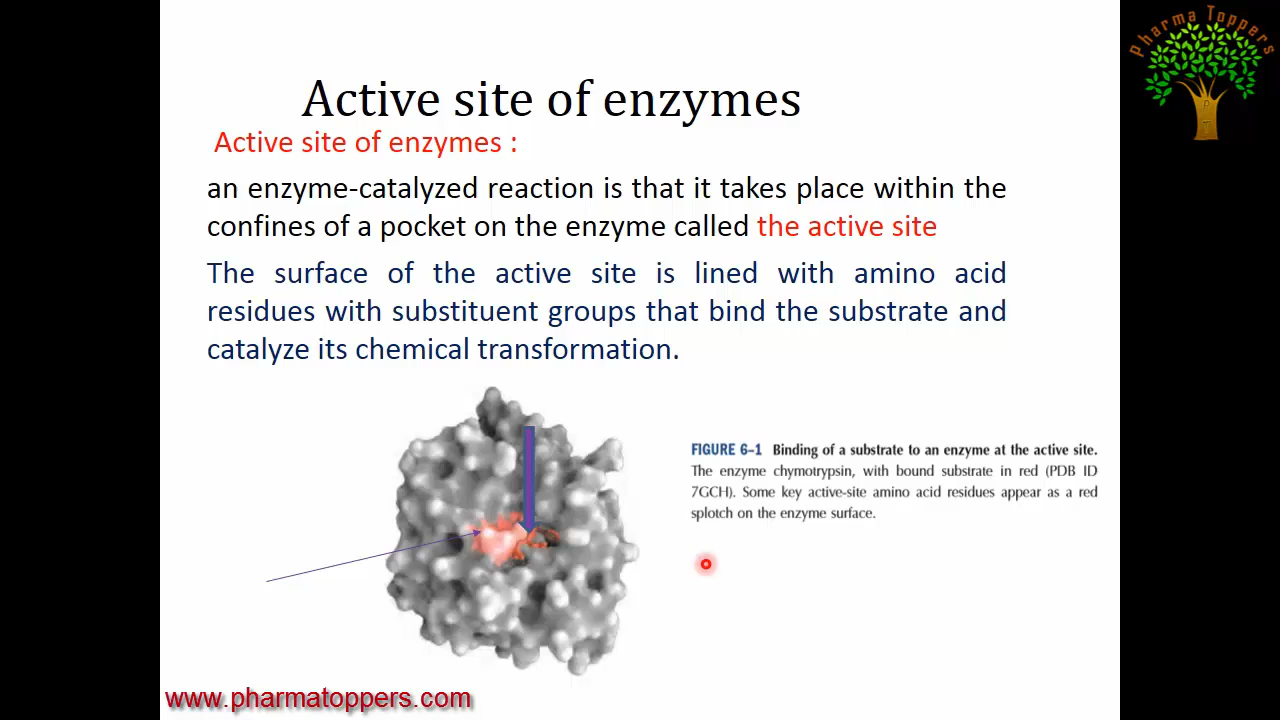 Pharma Toppers
Active site of enzymes
Active site of enzymes :
an enzyme-catalyzed reaction is that it takes place within the
confines of a pocket on the enzyme called the active site
The surface of the active site is lined with amino acid
residues with substituent groups that bind the substrate and
catalyze its chemical transformation.
FIGURE 6–1 Binding of a substrate to an enzyme at the active site.
The enzyme chymotrypsin, with bound substrate in red (PDB ID
7GCH). Some key active-site amino acid residues appear as a red
splotch on the enzyme surface.
www.pharmatoppers.com